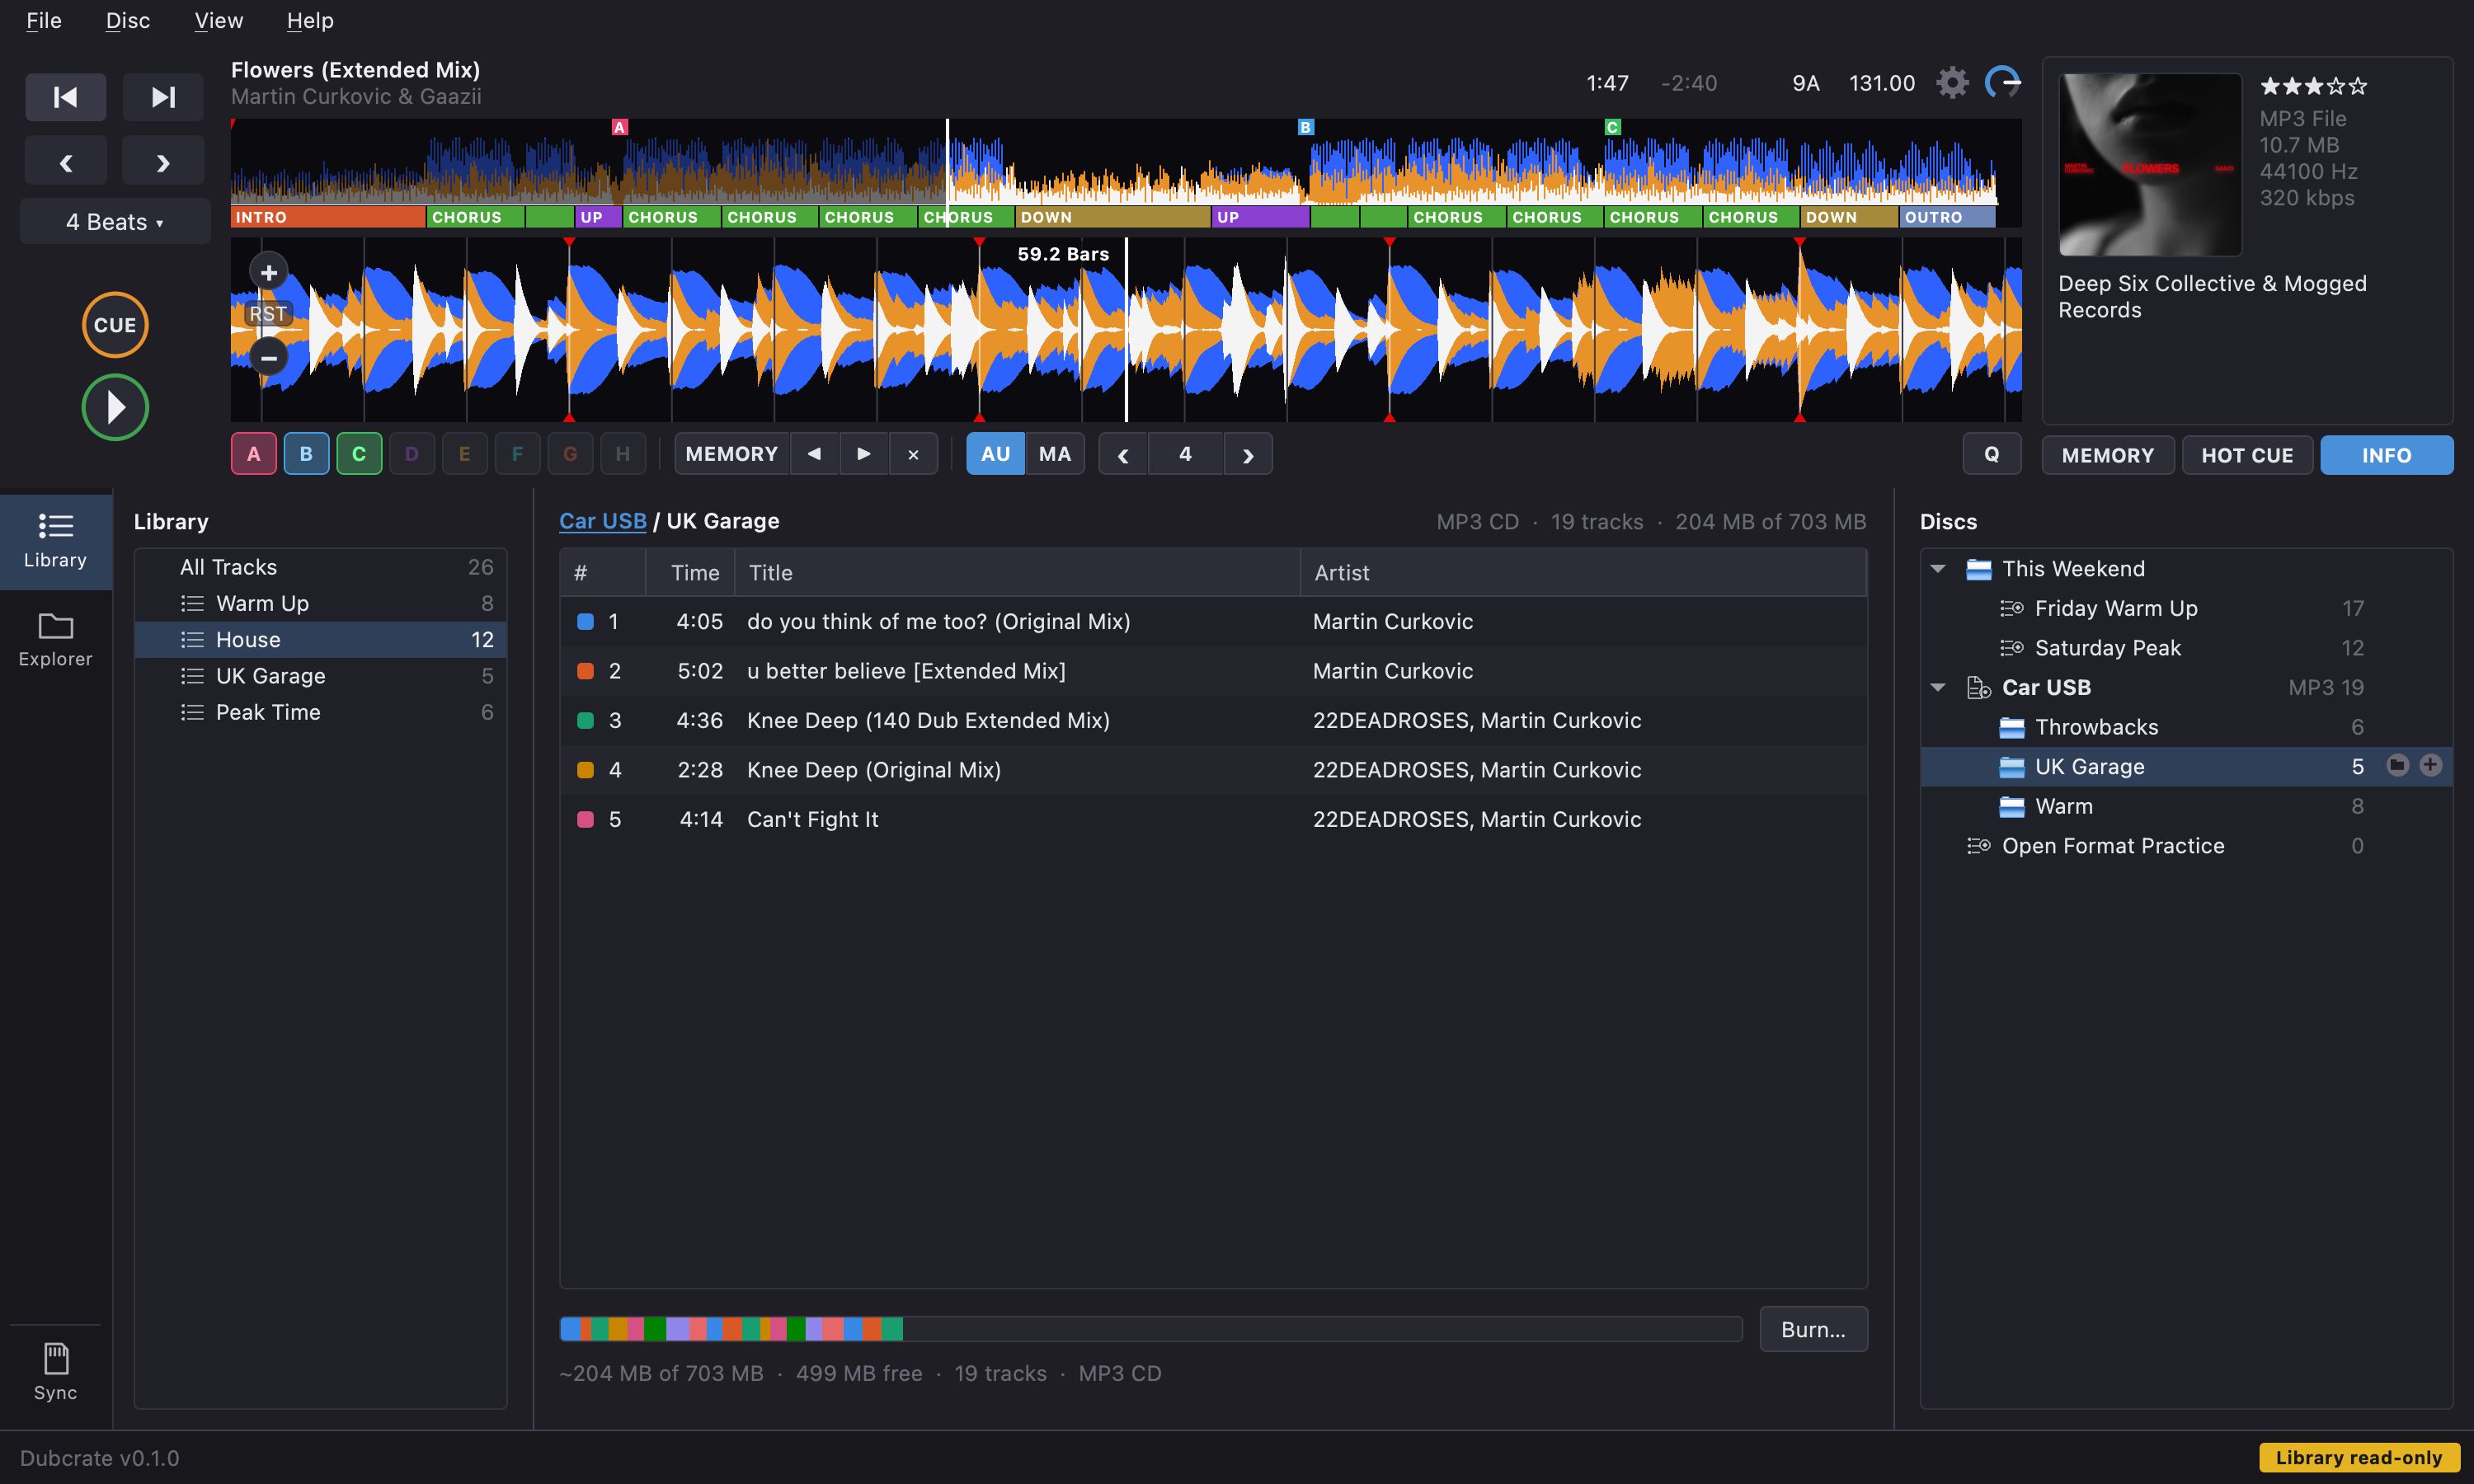 File Disc View Help
Flowers (Extended Mix)
Martin Curkovic & Gaazii
1:47 -2:40 9A 131.00
A B C
INTRO CHORUS UP CHORUS CHORUS CHORUS CHORUS DOWN UP CHORUS CHORUS CHORUS CHORUS DOWN OUTRO
4 Beats
59.2 Bars
+
RST
−
CUE
A B C D E F G H MEMORY × AU MA 4 Q
★★★☆☆
MP3 File
10.7 MB
44100 Hz
320 kbps
FLOWERS
Deep Six Collective & Mogged
Records
MEMORY HOT CUE INFO
Library
Explorer
Sync
Library
All Tracks 26
Warm Up 8
House 12
UK Garage 5
Peak Time 6
Car USB / UK Garage MP3 CD · 19 tracks · 204 MB of 703 MB
# Time Title Artist
1 4:05 do you think of me too? (Original Mix) Martin Curkovic
2 5:02 u better believe [Extended Mix] Martin Curkovic
3 4:36 Knee Deep (140 Dub Extended Mix) 22DEADROSES, Martin Curkovic
4 2:28 Knee Deep (Original Mix) 22DEADROSES, Martin Curkovic
5 4:14 Can't Fight It 22DEADROSES, Martin Curkovic
Burn...
~204 MB of 703 MB · 499 MB free · 19 tracks · MP3 CD
Discs
This Weekend
Friday Warm Up 17
Saturday Peak 12
Car USB MP3 19
Throwbacks 6
UK Garage 5
Warm 8
Open Format Practice 0
Dubcrate v0.1.0
Library read-only